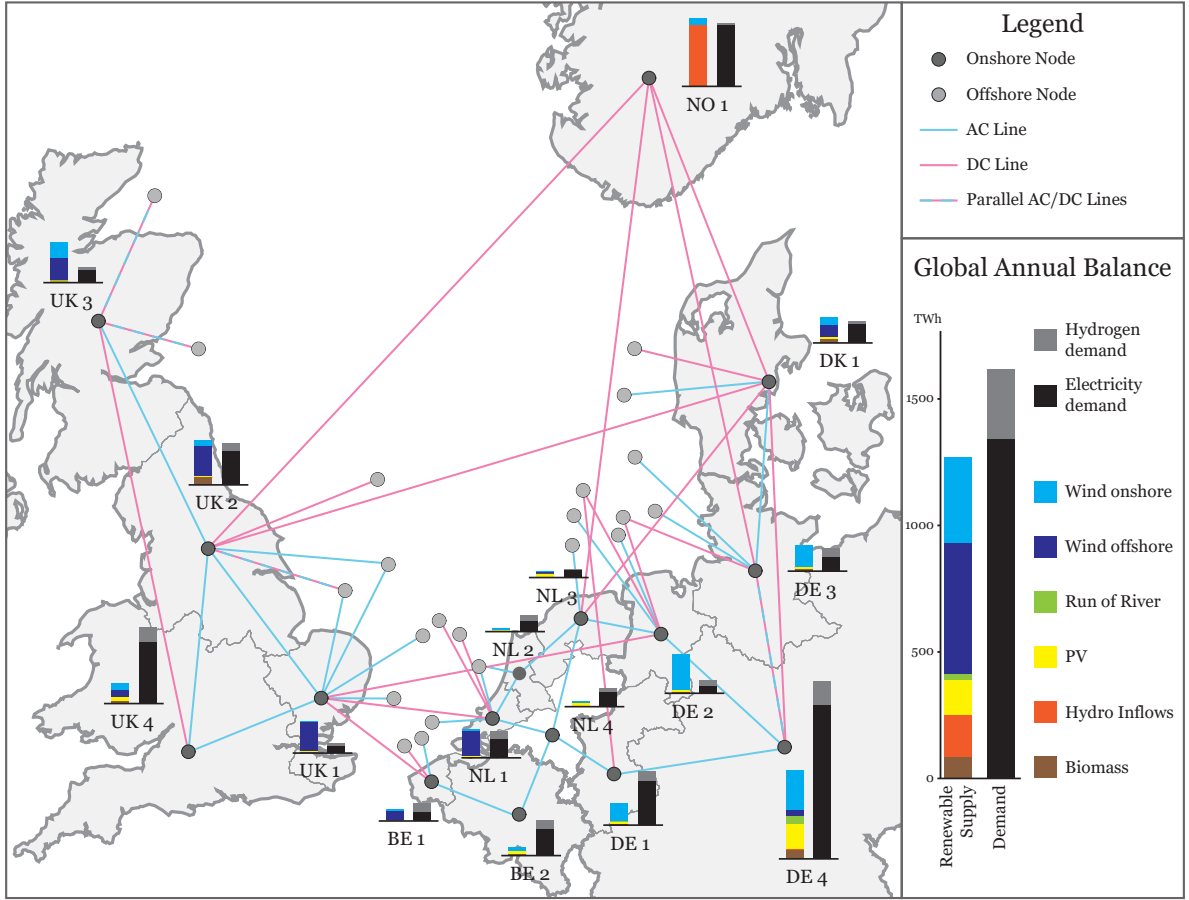 NO 1
UK 3
DK 1
UK 2
DE 3
NL 3
NL 2
UK 4
NL 4
DE 2
UK 1
NL 1
BE 1
DE 1
BE 2
DE 4
Legend
Onshore Node
Offshore Node
AC Line
DC Line
Parallel AC/DC Lines
Global Annual Balance
TWh
1500
1000
500
0
Renewable
Supply
Demand
Hydrogen
demand
Electricity
demand
Wind onshore
Wind offshore
Run of River
PV
Hydro Inflows
Biomass